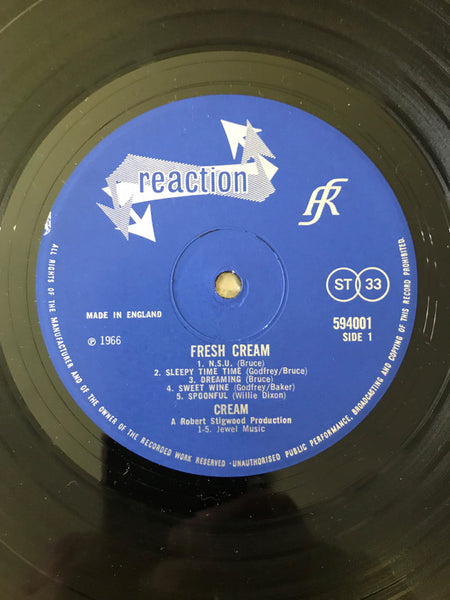 reaction
R
ST 33
MADE IN ENGLAND
℗ 1966
594001
SIDE 1
FRESH CREAM
1. N.S.U. (Bruce)
2. SLEEPY TIME TIME (Godfrey/Bruce)
3. DREAMING (Bruce)
4. SWEET WINE (Godfrey/Baker)
5. SPOONFUL (Willie Dixon)
CREAM
A Robert Stigwood Production
1-5. Jewel Music
ALL RIGHTS OF THE MANUFACTURER AND OF THE OWNER OF THE RECORDED WORK RESERVED · UNAUTHORISED PUBLIC PERFORMANCE, BROADCASTING AND COPYING OF THIS RECORD PROHIBITED.